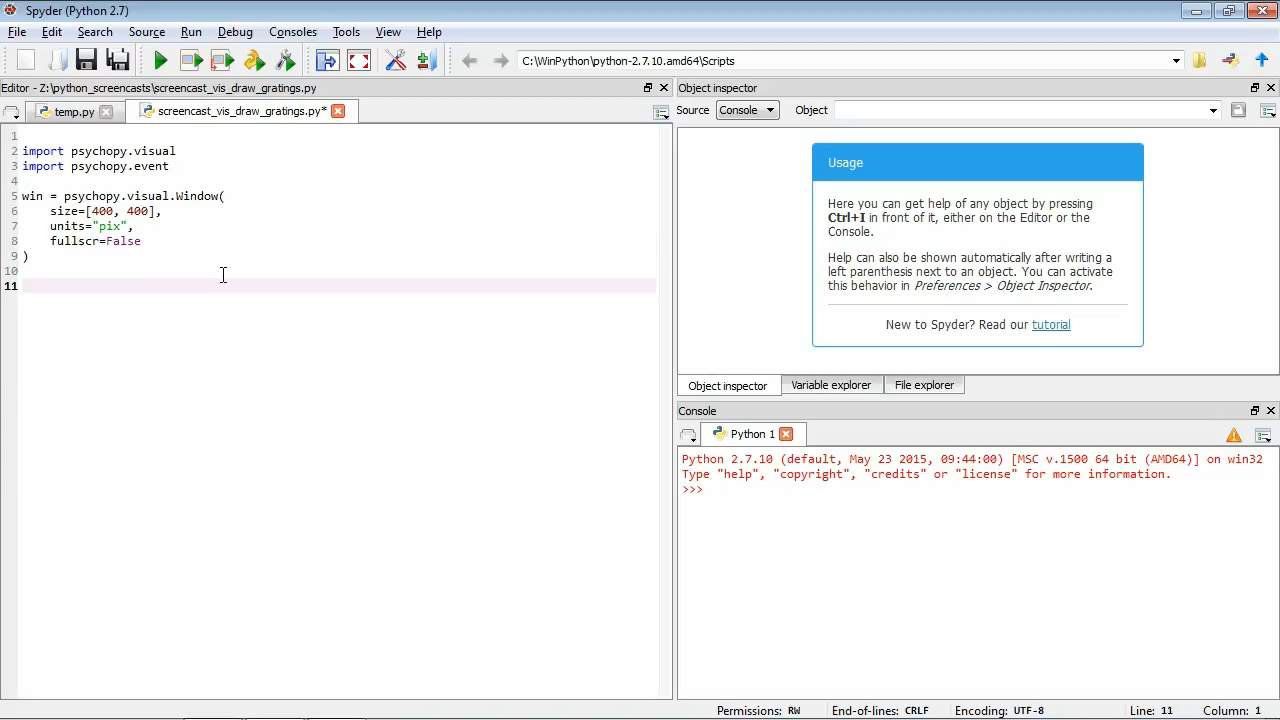 Spyder (Python 2.7)
File Edit Search Source Run Debug Consoles Tools View Help
C:\WinPython\python-2.7.10.amd64\Scripts
Editor - Z:\python_screencasts\screencast_vis_draw_gratings.py
temp.py
screencast_vis_draw_gratings.py*
1
2 import psychopy.visual
3 import psychopy.event
4
5 win = psychopy.visual.Window(
6     size=[400, 400],
7     units="pix",
8     fullscr=False
9 )
10
11
Object inspector
Source Console Object
Usage
Here you can get help of any object by pressing
Ctrl+I in front of it, either on the Editor or the
Console.
Help can also be shown automatically after writing a
left parenthesis next to an object. You can activate
this behavior in Preferences > Object Inspector.
New to Spyder? Read our tutorial
Object inspector Variable explorer File explorer
Console
Python 1
Python 2.7.10 (default, May 23 2015, 09:44:00) [MSC v.1500 64 bit (AMD64)] on win32
Type "help", "copyright", "credits" or "license" for more information.
>>>
Permissions: RW End-of-lines: CRLF Encoding: UTF-8 Line: 11 Column: 1